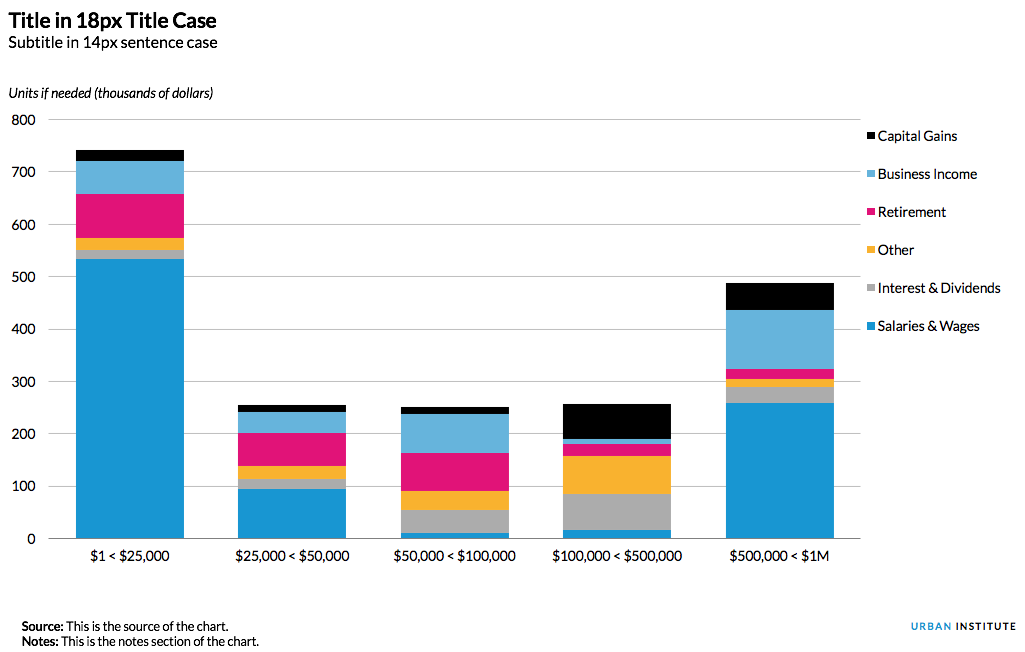 Title in 18px Title Case
Subtitle in 14px sentence case
Units if needed (thousands of dollars)
800
700
600
500
400
300
200
100
0
Capital Gains
Business Income
Retirement
Other
Interest & Dividends
Salaries & Wages
$1 < $25,000
$25,000 < $50,000
$50,000 < $100,000
$100,000 < $500,000
$500,000 < $1M
Source: This is the source of the chart.
Notes: This is the notes section of the chart.
URBAN INSTITUTE